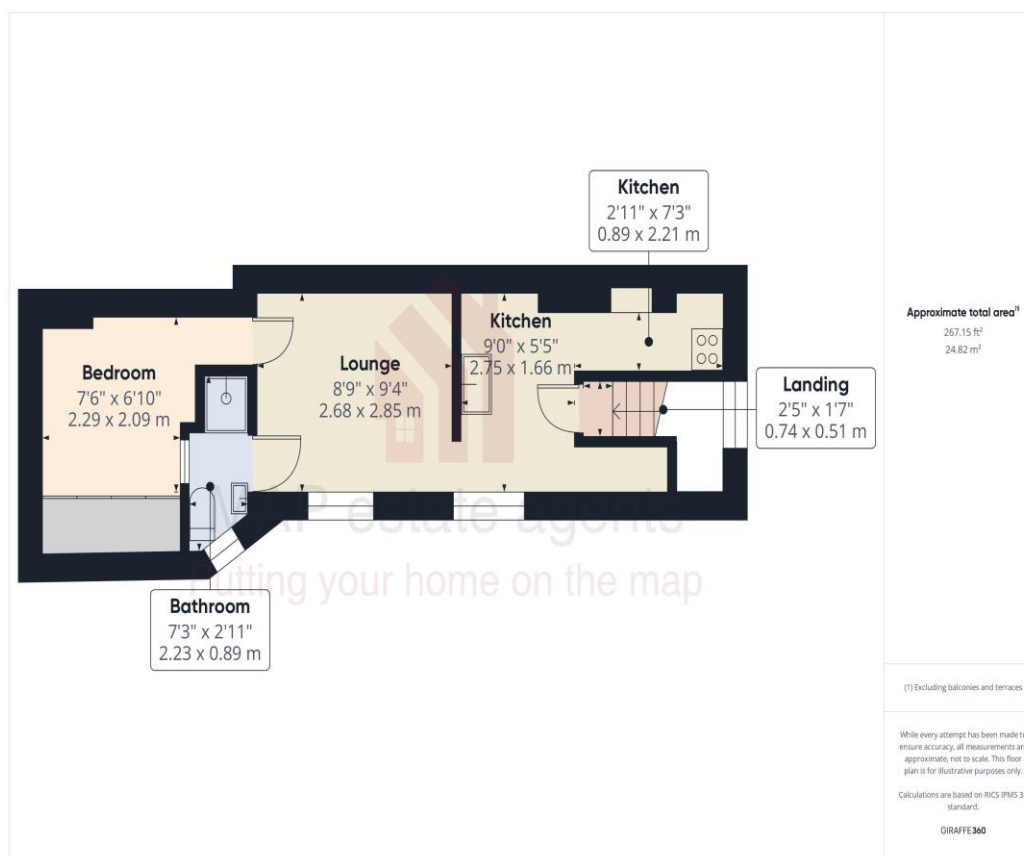 Kitchen
2'11" x 7'3"
0.89 x 2.21 m
Kitchen
9'0" x 5'5"
2.75 x 1.66 m
Lounge
8'9" x 9'4"
2.68 x 2.85 m
Bedroom
7'6" x 6'10"
2.29 x 2.09 m
Landing
2'5" x 1'7"
0.74 x 0.51 m
MAP estate agents
Putting your home on the map
Bathroom
7'3" x 2'11"
2.23 x 0.89 m
Approximate total area(1)
267.15 ft²
24.82 m²
(1) Excluding balconies and terraces
While every attempt has been made to
ensure accuracy, all measurements are
approximate, not to scale. This floor
plan is for illustrative purposes only.
Calculations are based on RICS IPMS 3
standard.
GIRAFFE360